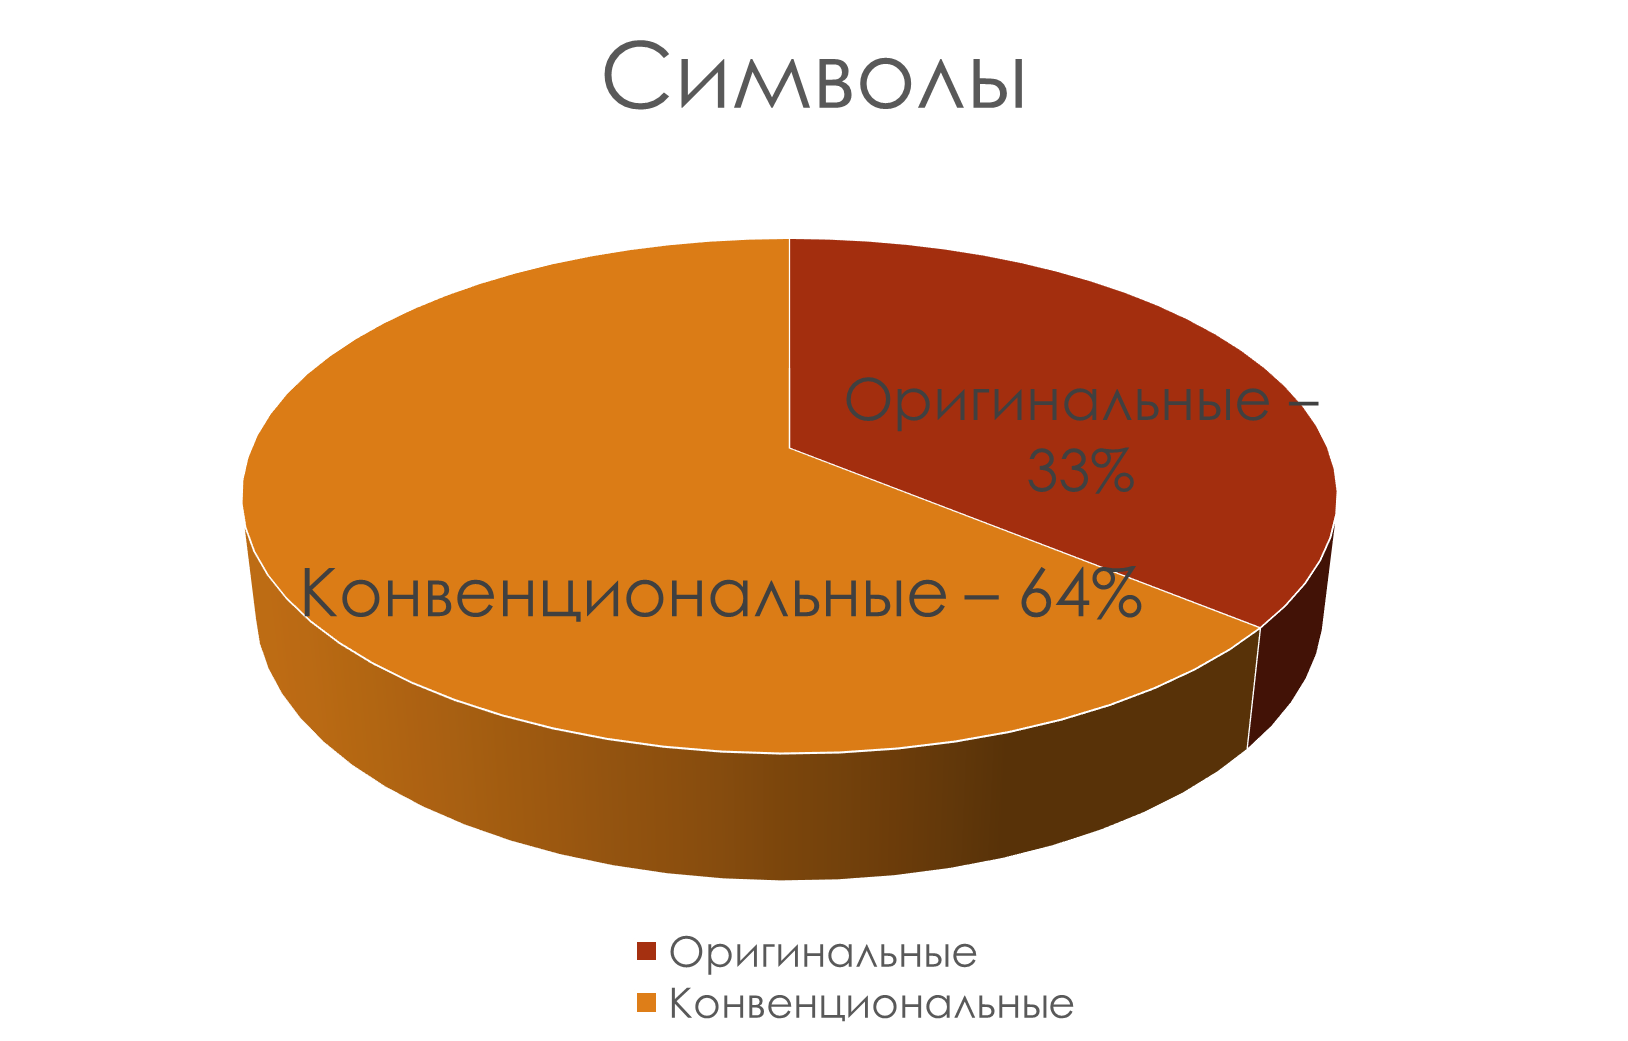 Символы
Оригинальные –
33%
Конвенциональные – 64%
Оригинальные
Конвенциональные